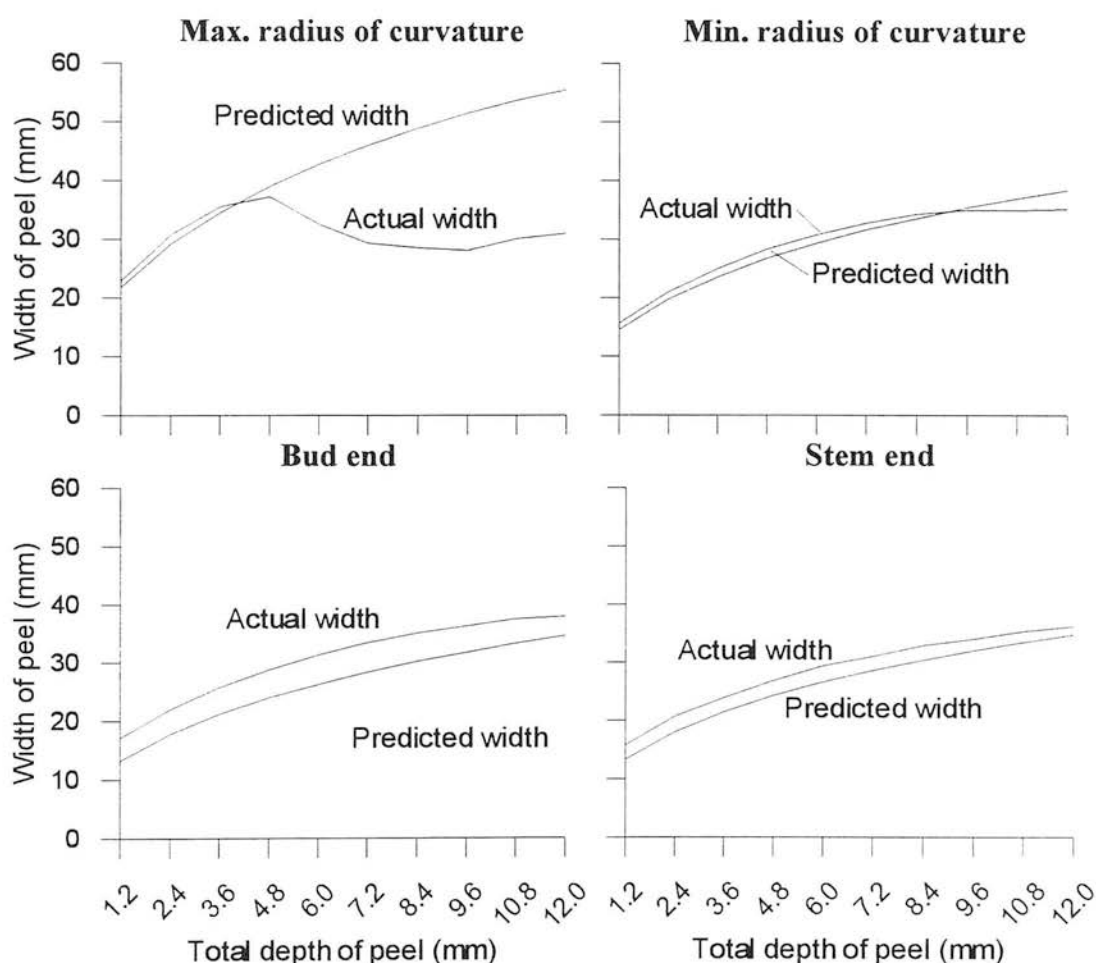 Max. radius of curvature
Min. radius of curvature
60
50
40
30
20
10
0
Width of peel (mm)
Predicted width
Actual width
Actual width
Predicted width
Bud end
Stem end
60
50
40
30
20
10
0
Width of peel (mm)
Actual width
Predicted width
Actual width
Predicted width
1.2 2.4 3.6 4.8 6.0 7.2 8.4 9.6 10.8 12.0
1.2 2.4 3.6 4.8 6.0 7.2 8.4 9.6 10.8 12.0
Total depth of peel (mm)
Total depth of peel (mm)